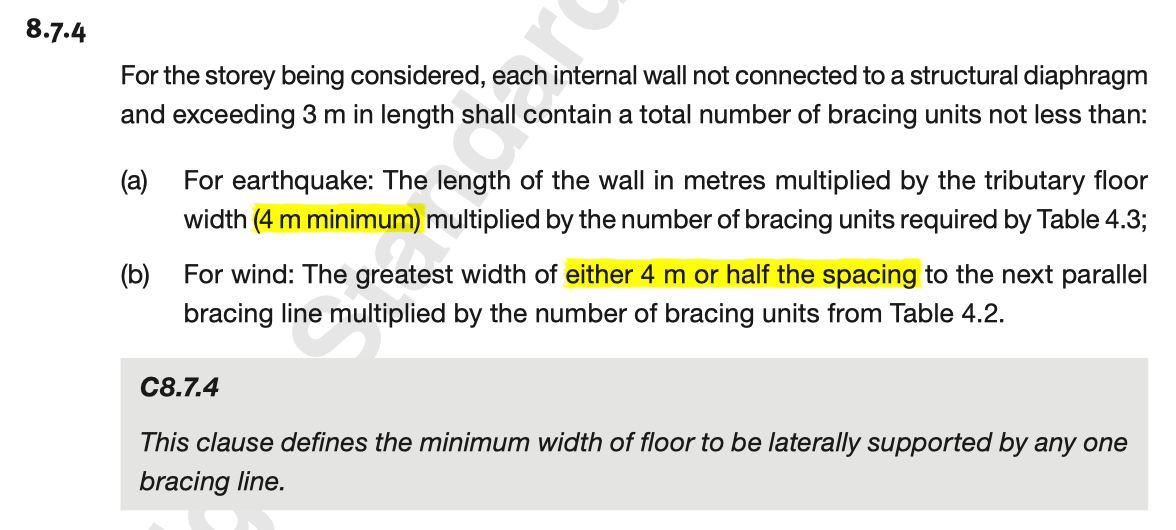 8.7.4
For the storey being considered, each internal wall not connected to a structural diaphragm
and exceeding 3 m in length shall contain a total number of bracing units not less than:
(a) For earthquake: The length of the wall in metres multiplied by the tributary floor
width (4 m minimum) multiplied by the number of bracing units required by Table 4.3;
(b) For wind: The greatest width of either 4 m or half the spacing to the next parallel
bracing line multiplied by the number of bracing units from Table 4.2.
C8.7.4
This clause defines the minimum width of floor to be laterally supported by any one
bracing line.